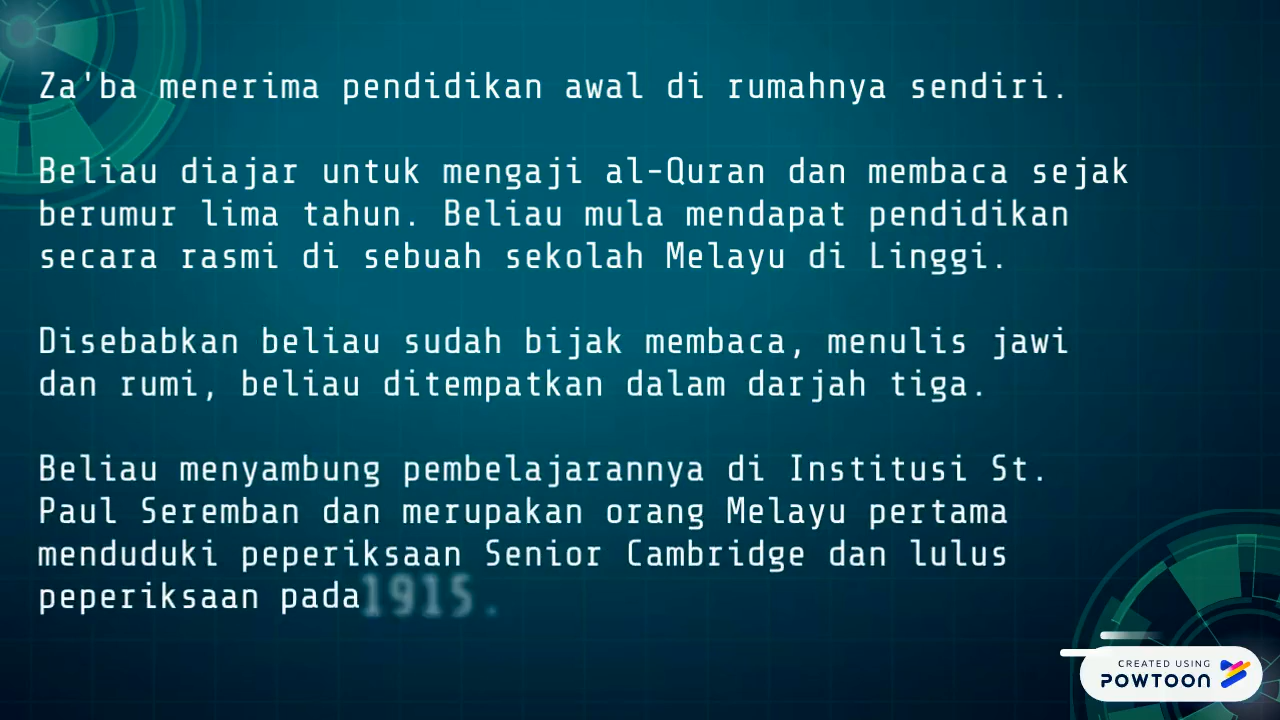 Za'ba menerima pendidikan awal di rumahnya sendiri.
Beliau diajar untuk mengaji al-Quran dan membaca sejak
berumur lima tahun. Beliau mula mendapat pendidikan
secara rasmi di sebuah sekolah Melayu di Linggi.
Disebabkan beliau sudah bijak membaca, menulis jawi
dan rumi, beliau ditempatkan dalam darjah tiga.
Beliau menyambung pembelajarannya di Institusi St.
Paul Seremban dan merupakan orang Melayu pertama
menduduki peperiksaan Senior Cambridge dan lulus
peperiksaan pada 1915.
CREATED USING
POWTOON